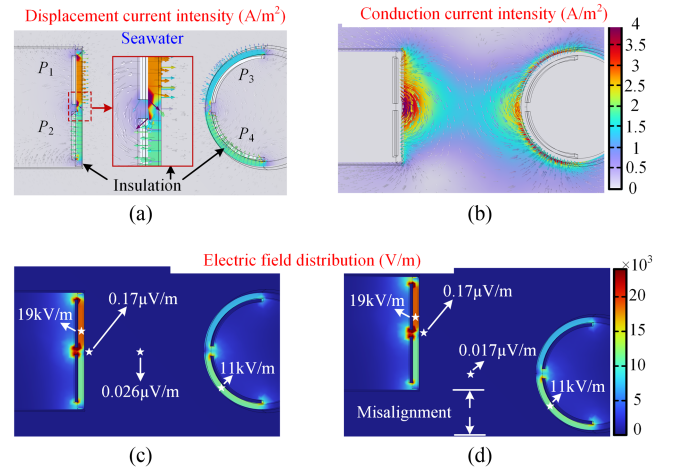 Displacement current intensity (A/m²)
Conduction current intensity (A/m²)
Seawater
P1
P3
P2
P4
Insulation
4
3.5
3
2.5
2
1.5
1
0.5
0
(a)
(b)
Electric field distribution (V/m)
×10³
0.17μV/m
19kV/m
0.026μV/m
11kV/m
0.17μV/m
19kV/m
0.017μV/m
11kV/m
Misalignment
20
15
10
5
0
(c)
(d)